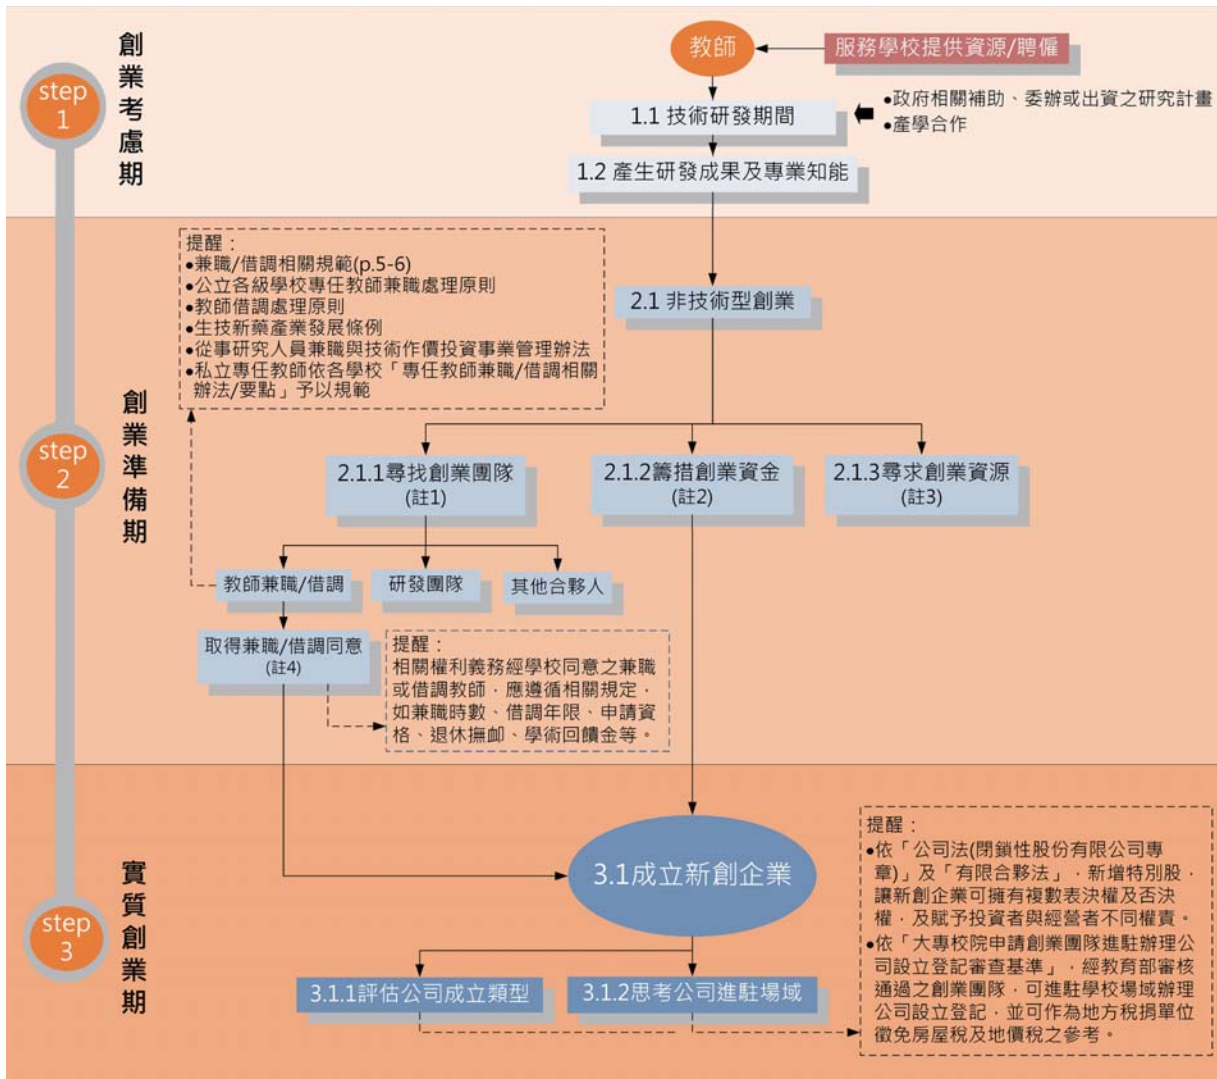 step
1
創業考慮期
教師
服務學校提供資源/聘僱
1.1 技術研發期間
●政府相關補助、委辦或出資之研究計畫
●產學合作
1.2 產生研發成果及專業知能
step
2
創業準備期
提醒：
●兼職/借調相關規範(p.5-6)
●公立各級學校專任教師兼職處理原則
●教師借調處理原則
●生技新藥產業發展條例
●從事研究人員兼職與技術作價投資事業管理辦法
●私立專任教師依各學校「專任教師兼職/借調相關
辦法/要點」予以規範
2.1 非技術型創業
2.1.1尋找創業團隊
(註1)
2.1.2籌措創業資金
(註2)
2.1.3尋求創業資源
(註3)
教師兼職/借調
研發團隊
其他合夥人
取得兼職/借調同意
(註4)
提醒：
相關權利義務經學校同意之兼職
或借調教師，應遵循相關規定，
如兼職時數、借調年限、申請資
格、退休撫卹、學術回饋金等。
step
3
實質創業期
3.1成立新創企業
3.1.1評估公司成立類型
3.1.2思考公司進駐場域
提醒：
●依「公司法(閉鎖性股份有限公司專
章)」及「有限合夥法」，新增特別股，
讓新創企業可擁有複數表決權及否決
權，及賦予投資者與經營者不同權責。
●依「大專校院申請創業團隊進駐辦理公
司設立登記審查基準」，經教育部審核
通過之創業團隊，可進駐學校場域辦理
公司設立登記，並可作為地方稅捐單位
徵免房屋稅及地價稅之參考。